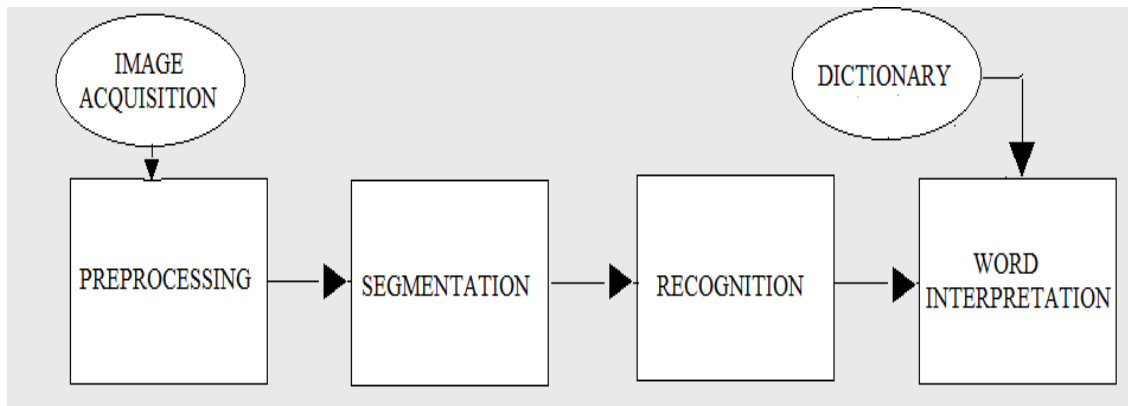 IMAGE
ACQUISITION
DICTIONARY
PREPROCESSING
SEGMENTATION
RECOGNITION
WORD
INTERPRETATION